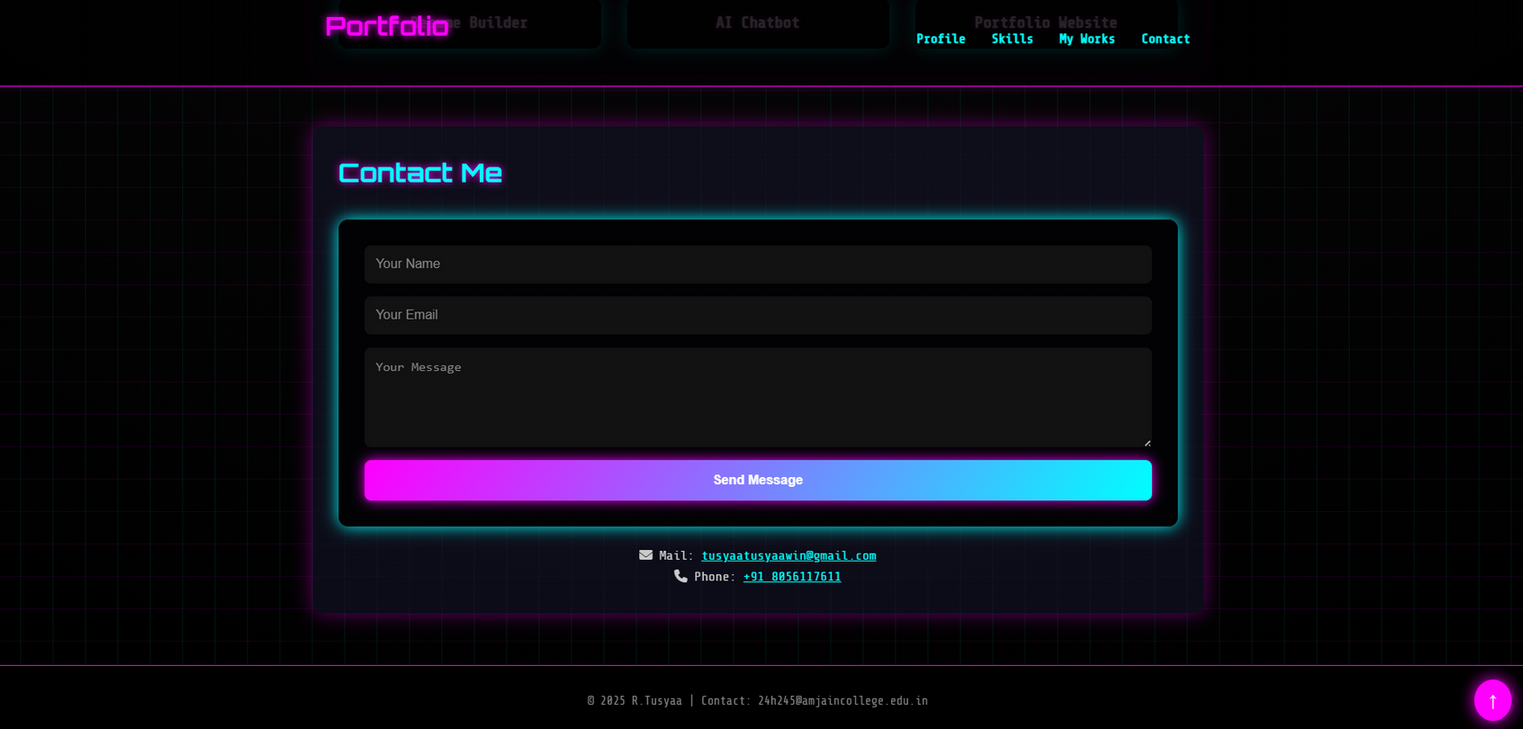 Portfolio
Builder
AI Chatbot
Portfolio Website
Profile Skills My Works Contact
Contact Me
Your Name
Your Email
Your Message
Send Message
Mail: tusyaatusyaawin@gmail.com
Phone: +91 8056117611
© 2025 R.Tusyaa | Contact: 24h245@amjaincollege.edu.in
↑